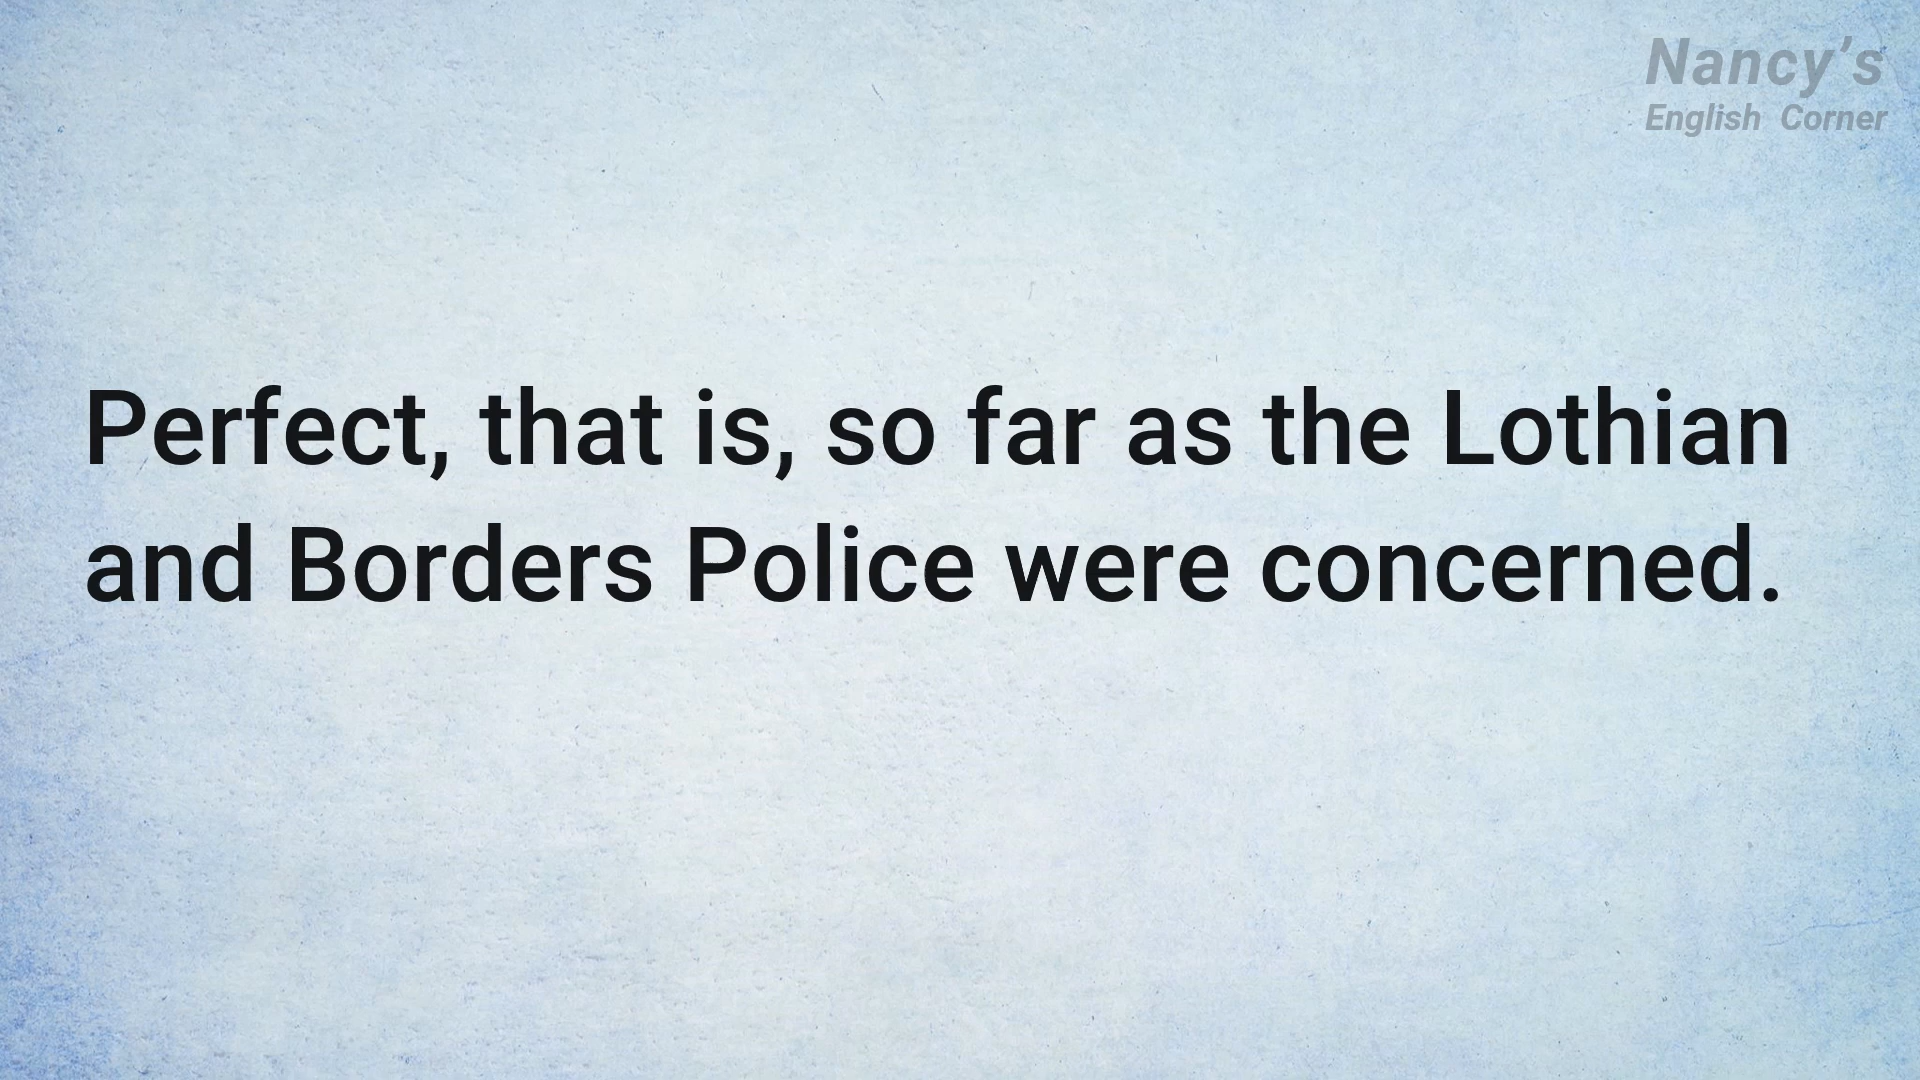 Nancy’s
English Corner
Perfect, that is, so far as the Lothian
and Borders Police were concerned.